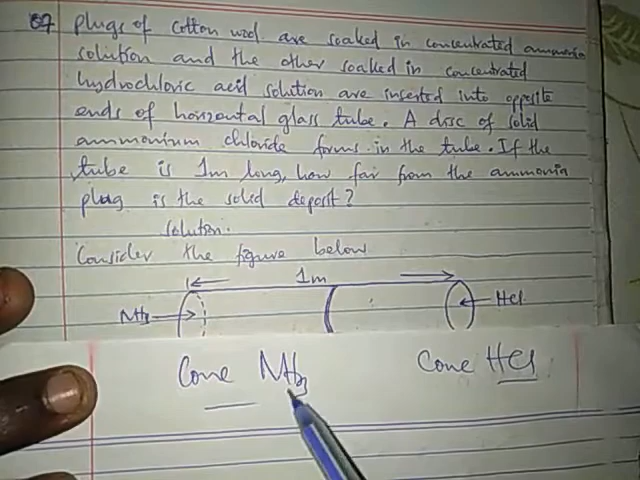 07 plugs of cotton wool are soaked in concentrated ammonia
solution and the other soaked in concentrated
hydrochloric acid solution are inserted into opposite
ends of horizontal glass tube. A disc of solid
ammonium chloride forms in the tube. If the
tube is 1m long, how far from the ammonia
plug is the solid deposit?
solution.
Consider the figure below
1m
NH3
HCl
Conc NH3
Conc HCl